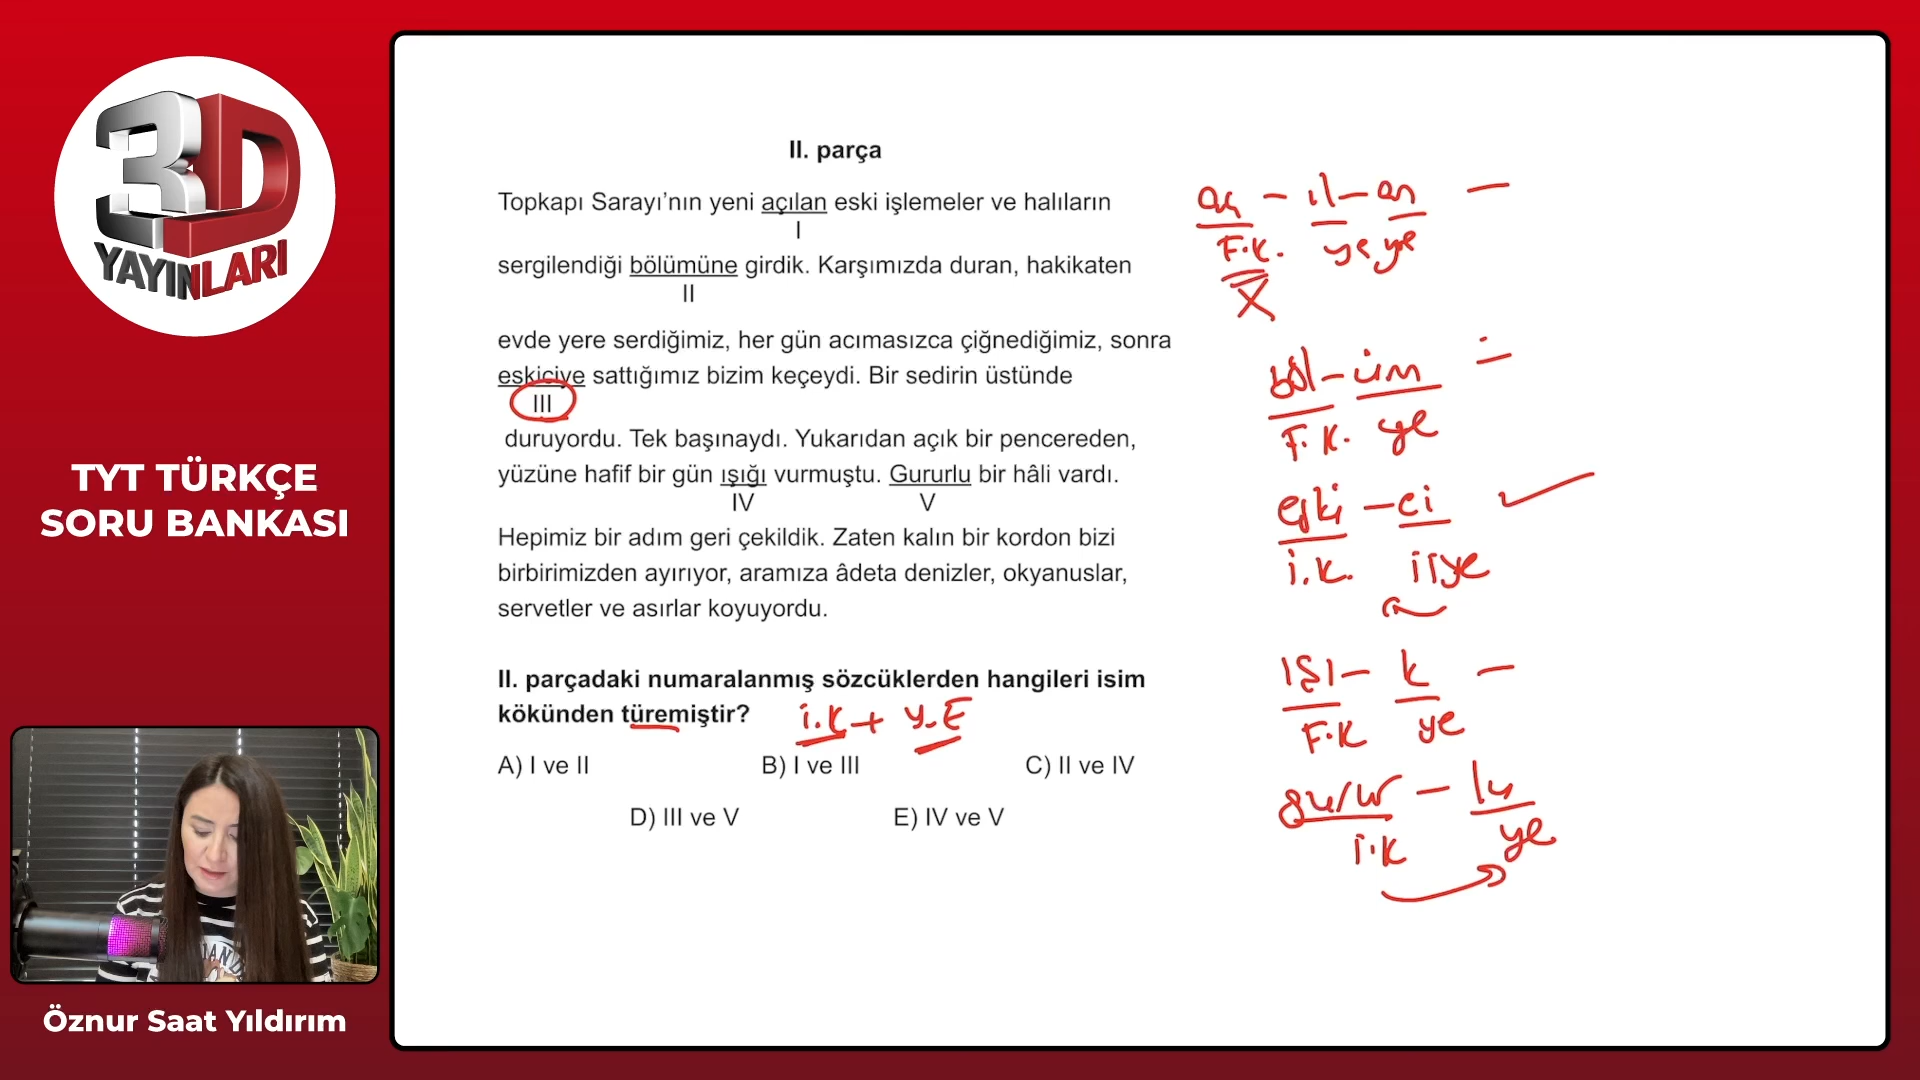 3D
YAYINLARI
TYT TÜRKÇE
SORU BANKASI
Öznur Saat Yıldırım
II. parça
Topkapı Sarayı’nın yeni açılan eski işlemeler ve halıların
I
sergilendiği bölümüne girdik. Karşımızda duran, hakikaten
II
evde yere serdiğimiz, her gün acımasızca çiğnediğimiz, sonra
eskiciye sattığımız bizim keçeydi. Bir sedirin üstünde
III
duruyordu. Tek başınaydı. Yukarıdan açık bir pencereden,
yüzüne hafif bir gün ışığı vurmuştu. Gururlu bir hâli vardı.
IV V
Hepimiz bir adım geri çekildik. Zaten kalın bir kordon bizi
birbirimizden ayırıyor, aramıza âdeta denizler, okyanuslar,
servetler ve asırlar koyuyordu.
II. parçadaki numaralanmış sözcüklerden hangileri isim
kökünden türemiştir? i.K + Y.E
A) I ve II B) I ve III C) II ve IV
D) III ve V E) IV ve V
aç - ıl - an -
F.K. ye ye
X
böl - üm -
F.K. ye
eski - ci ✓
i.K. iiye
ışı - k -
F.K ye
gurur - lu
i.K ye